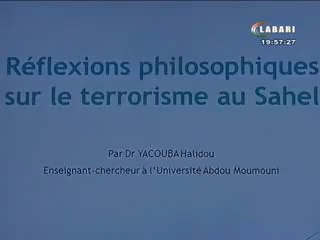 LABARI
19:57:27
Réflexions philosophiques
sur le terrorisme au Sahel
Par Dr YACOUBA Halidou
Enseignant-chercheur à l'Université Abdou Moumouni